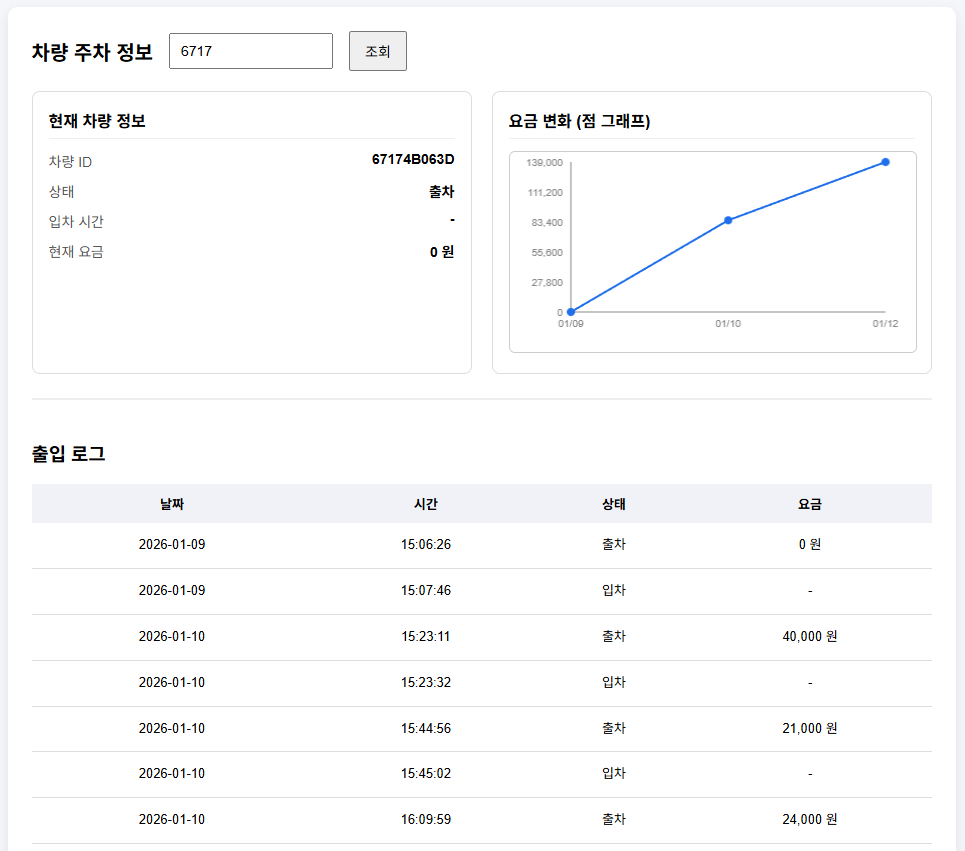 차량 주차 정보 6717 조회
현재 차량 정보
차량 ID 67174B063D
상태 출차
입차 시간 -
현재 요금 0 원
요금 변화 (점 그래프)
139,000
111,200
83,400
55,600
27,800
0
01/09 01/10 01/12
출입 로그
날짜 시간 상태 요금
2026-01-09 15:06:26 출차 0 원
2026-01-09 15:07:46 입차 -
2026-01-10 15:23:11 출차 40,000 원
2026-01-10 15:23:32 입차 -
2026-01-10 15:44:56 출차 21,000 원
2026-01-10 15:45:02 입차 -
2026-01-10 16:09:59 출차 24,000 원